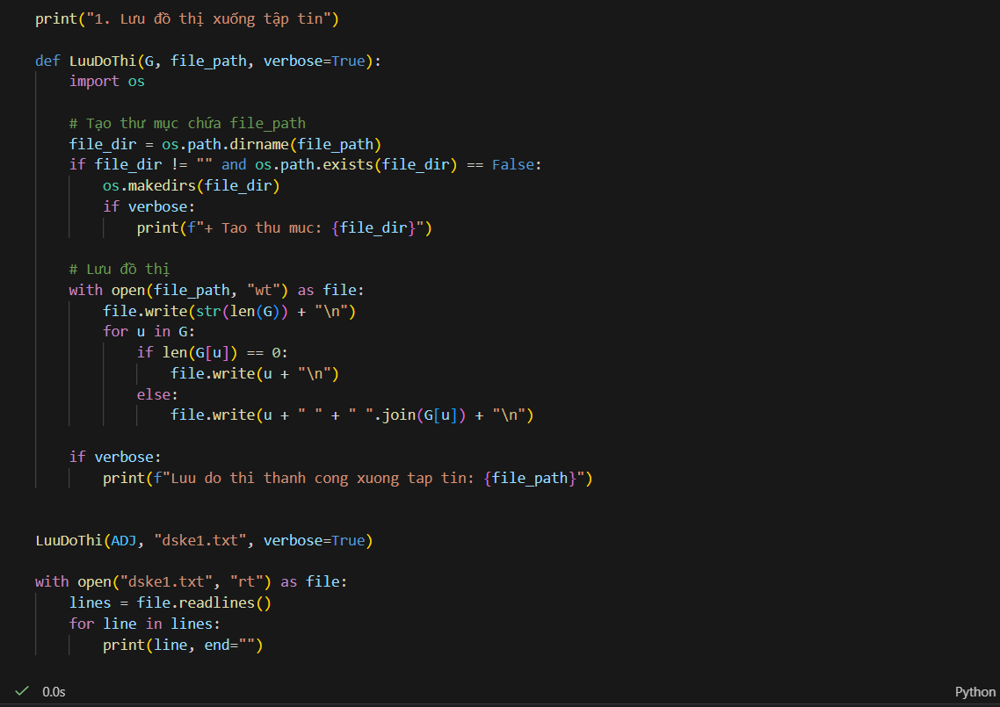 print("1. Lưu đồ thị xuống tập tin")
def LuuDoThi(G, file_path, verbose=True):
import os
# Tạo thư mục chứa file_path
file_dir = os.path.dirname(file_path)
if file_dir != "" and os.path.exists(file_dir) == False:
os.makedirs(file_dir)
if verbose:
print(f"+ Tao thu muc: {file_dir}")
# Lưu đồ thị
with open(file_path, "wt") as file:
file.write(str(len(G)) + "\n")
for u in G:
if len(G[u]) == 0:
file.write(u + "\n")
else:
file.write(u + " " + " ".join(G[u]) + "\n")
if verbose:
print(f"Luu do thi thanh cong xuong tap tin: {file_path}")
LuuDoThi(ADJ, "dske1.txt", verbose=True)
with open("dske1.txt", "rt") as file:
lines = file.readlines()
for line in lines:
print(line, end="")
0.0s
Python